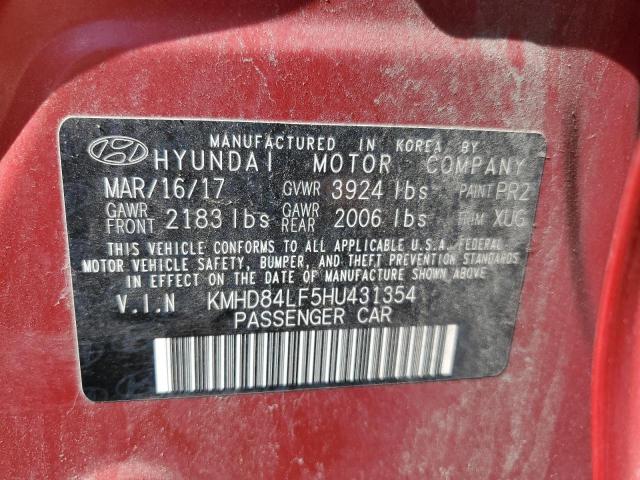 MANUFACTURED IN KOREA BY
HYUNDAI MOTOR COMPANY
MAR/16/17 GVWR 3924 lbs PAINT PR2
GAWR FRONT 2183 lbs GAWR REAR 2006 lbs TRIM XUG
THIS VEHICLE CONFORMS TO ALL APPLICABLE U.S.A. FEDERAL
MOTOR VEHICLE SAFETY, BUMPER, AND THEFT PREVENTION STANDARDS
IN EFFECT ON THE DATE OF MANUFACTURE SHOWN ABOVE.
V.I.N KMHD84LF5HU431354
PASSENGER CAR